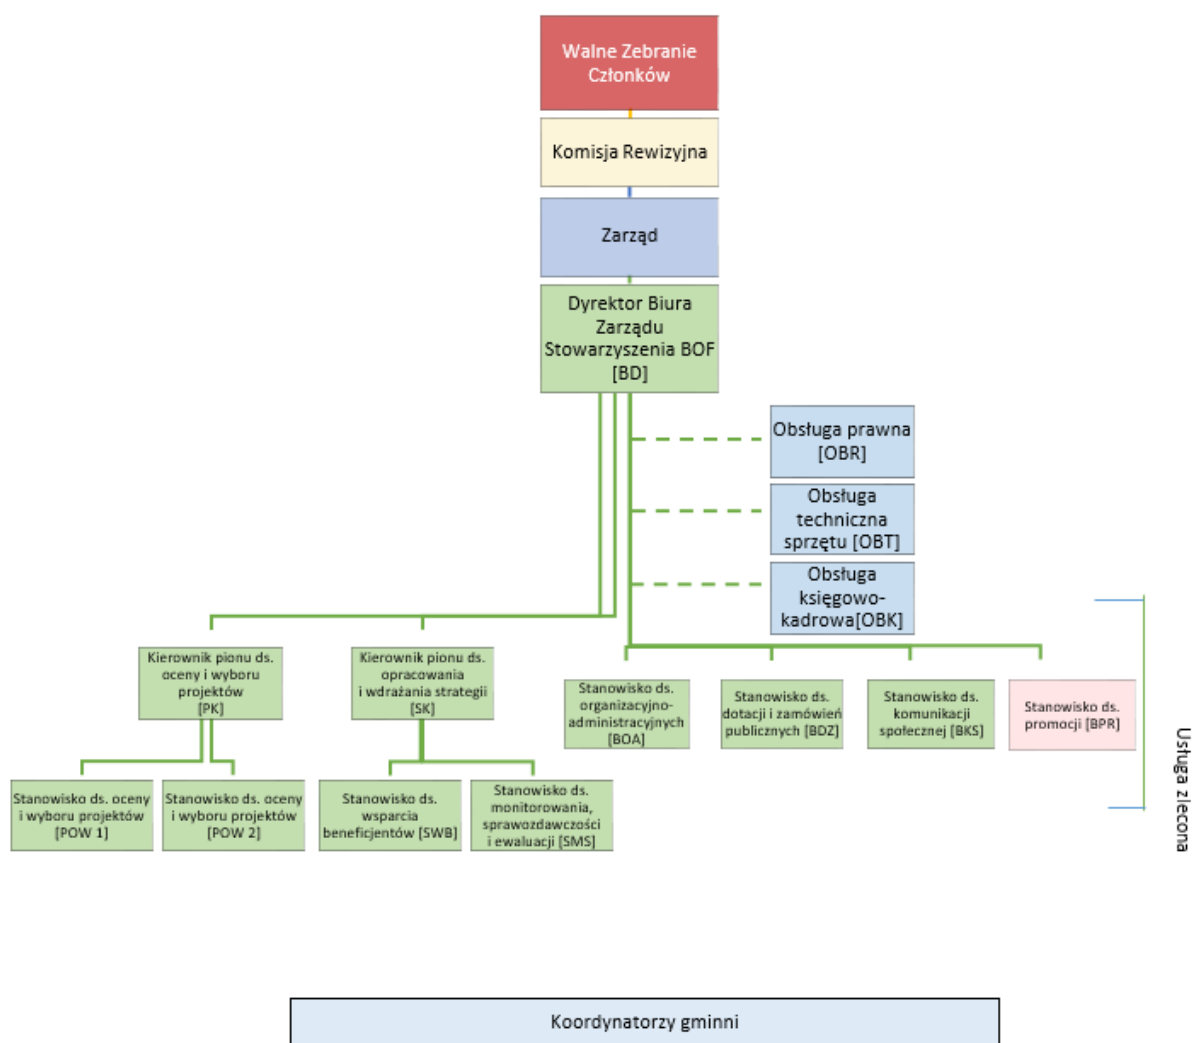 Walne Zebranie
Członków
Komisja Rewizyjna
Zarząd
Dyrektor Biura
Zarządu
Stowarzyszenia BOF
[BD]
Obsługa prawna
[OBR]
Obsługa
techniczna
sprzętu [OBT]
Obsługa
księgowo-
kadrowa[OBK]
Kierownik pionu ds.
oceny i wyboru
projektów
[PK]
Kierownik pionu ds.
opracowania
i wdrażania strategii
[SK]
Stanowisko ds.
organizacyjno-
administracyjnych
[BOA]
Stanowisko ds.
dotacji i zamówień
publicznych [BDZ]
Stanowisko ds.
komunikacji
społecznej [BKS]
Stanowisko ds.
promocji [BPR]
Usługa zlecona
Stanowisko ds. oceny
i wyboru projektów
[POW 1]
Stanowisko ds. oceny
i wyboru projektów
[POW 2]
Stanowisko ds.
wsparcia
beneficjentów [SWB]
Stanowisko ds.
monitorowania,
sprawozdawczości
i ewaluacji [SMS]
Koordynatorzy gminni